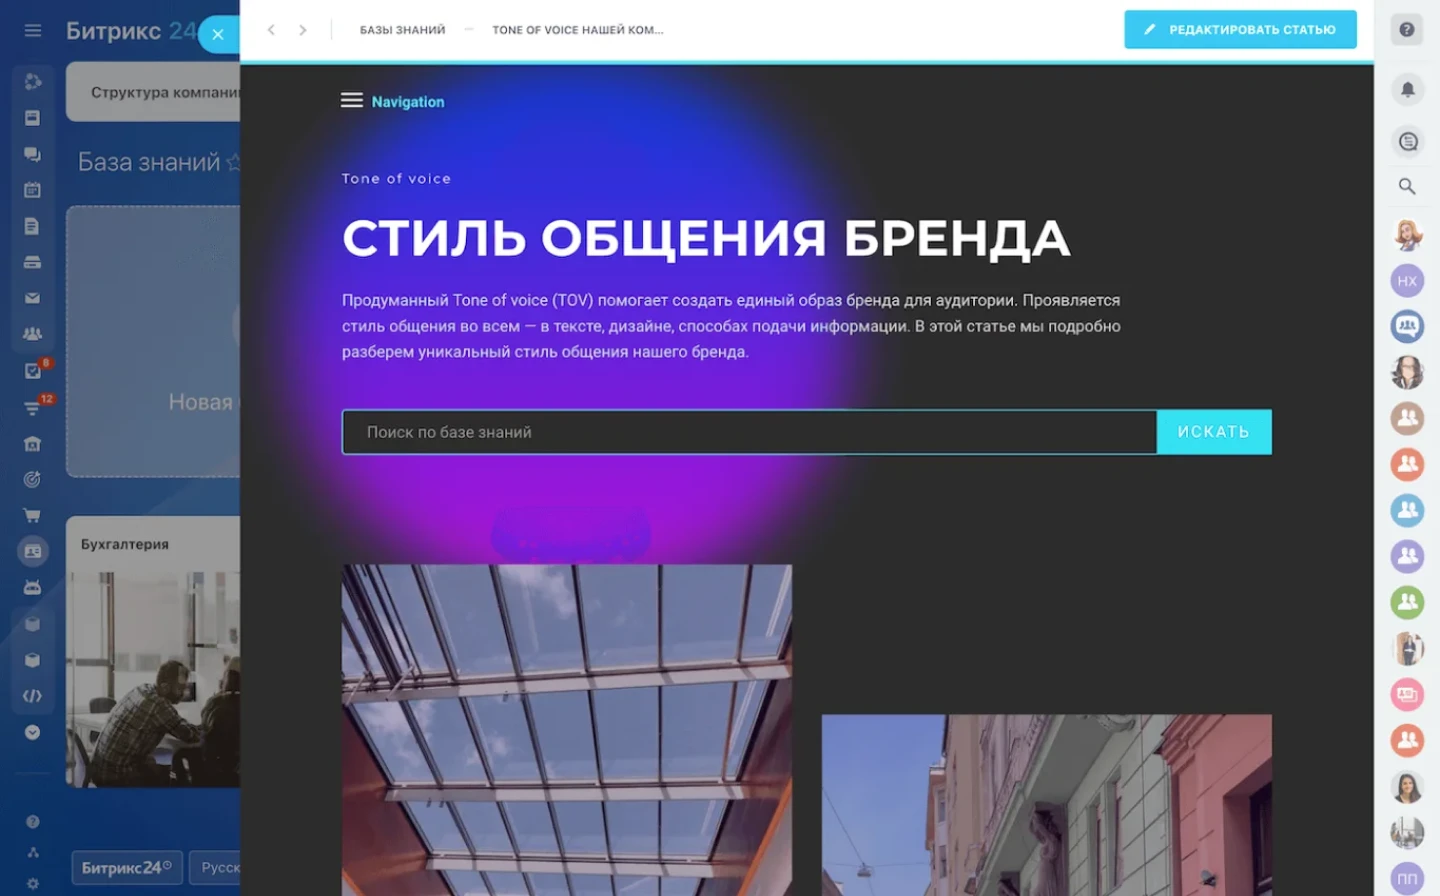 Битрикс 24
БАЗЫ ЗНАНИЙ — TONE OF VOICE НАШЕЙ КОМ...
РЕДАКТИРОВАТЬ СТАТЬЮ
Структура компани
База знаний
Новая
8
12
Бухгалтерия
Битрикс24
Русск
Navigation
Tone of voice
СТИЛЬ ОБЩЕНИЯ БРЕНДА
Продуманный Tone of voice (TOV) помогает создать единый образ бренда для аудитории. Проявляется
стиль общения во всем — в тексте, дизайне, способах подачи информации. В этой статье мы подробно
разберем уникальный стиль общения нашего бренда.
Поиск по базе знаний
ИСКАТЬ
НХ
ПП